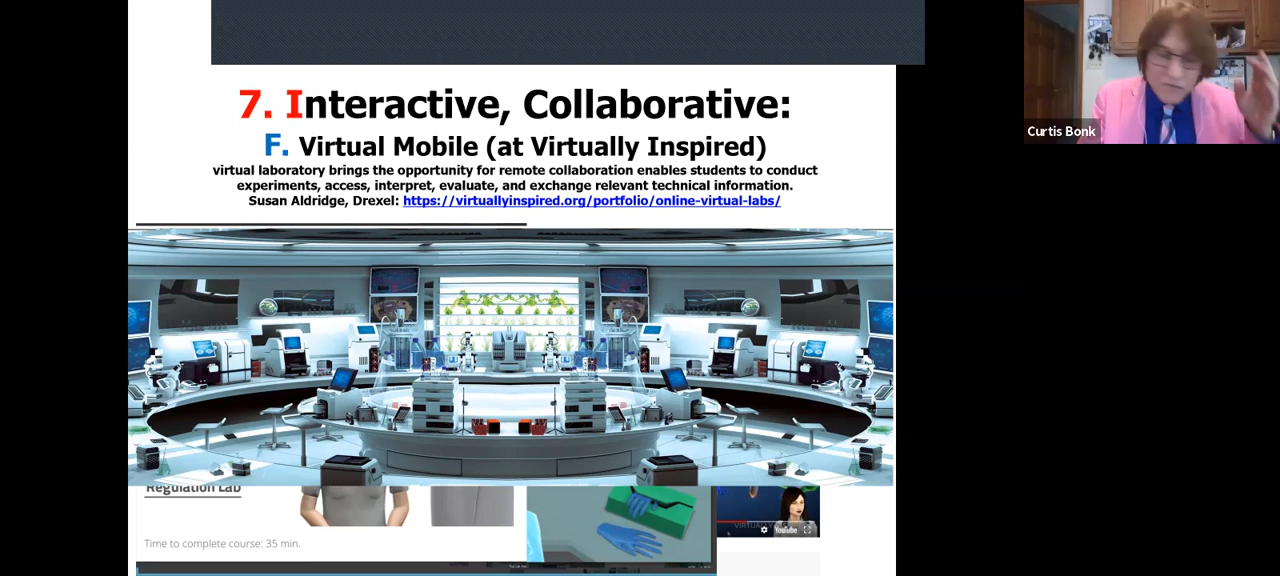 7. Interactive, Collaborative:
F. Virtual Mobile (at Virtually Inspired)
virtual laboratory brings the opportunity for remote collaboration enables students to conduct
experiments, access, interpret, evaluate, and exchange relevant technical information.
Susan Aldridge, Drexel: https://virtuallyinspired.org/portfolio/online-virtual-labs/
Curtis Bonk
Regulation Lab
Time to complete course: 35 min.
YouTube